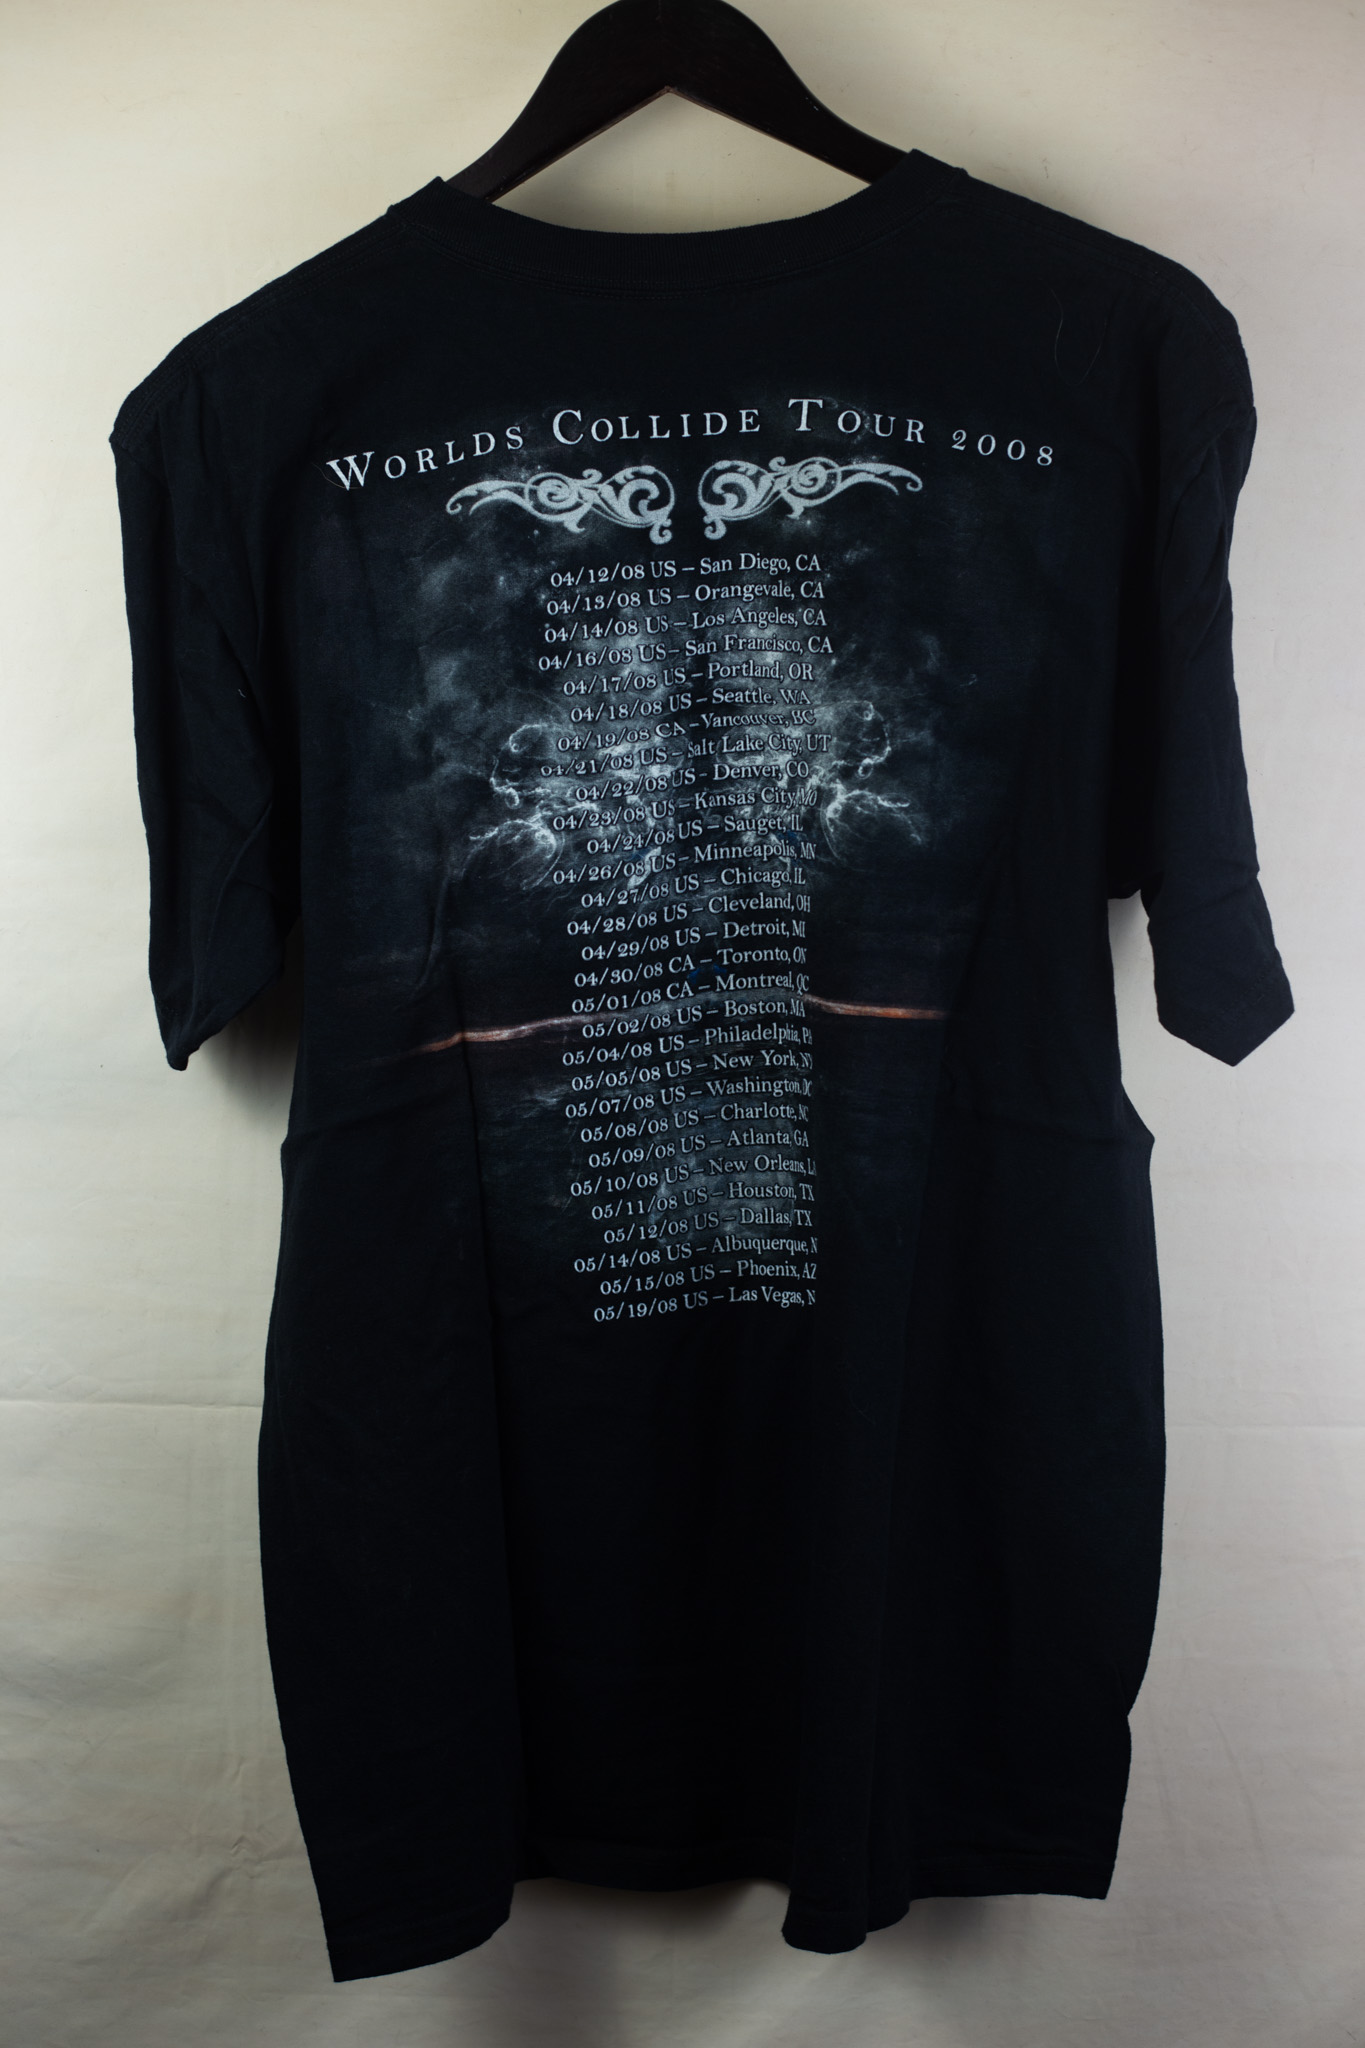 WORLDS COLLIDE TOUR 2008
04/12/08 US – San Diego, CA
04/13/08 US – Orangevale, CA
04/14/08 US – Los Angeles, CA
04/16/08 US – San Francisco, CA
04/17/08 US – Portland, OR
04/18/08 US – Seattle, WA
04/19/08 CA – Vancouver, BC
04/21/08 US – Salt Lake City, UT
04/22/08 US - Denver, CO
04/23/08 US – Kansas City, MO
04/24/08 US – Sauget, IL
04/26/08 US – Minneapolis, MN
04/27/08 US – Chicago, IL
04/28/08 US – Cleveland, OH
04/29/08 US – Detroit, MI
04/30/08 CA – Toronto, ON
05/01/08 CA – Montreal, QC
05/02/08 US – Boston, MA
05/04/08 US – Philadelphia, PA
05/05/08 US – New York, NY
05/07/08 US – Washington, DC
05/08/08 US – Charlotte, NC
05/09/08 US – Atlanta, GA
05/10/08 US – New Orleans, LA
05/11/08 US – Houston, TX
05/12/08 US – Dallas, TX
05/14/08 US – Albuquerque, N
05/15/08 US – Phoenix, AZ
05/19/08 US – Las Vegas, N